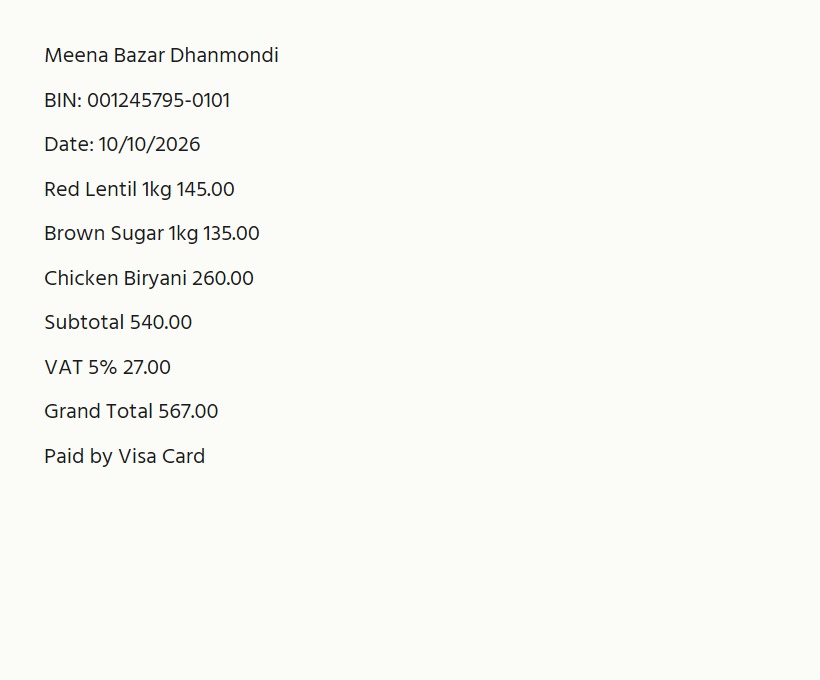 Meena Bazar Dhanmondi
BIN: 001245795-0101
Date: 10/10/2026
Red Lentil 1kg 145.00
Brown Sugar 1kg 135.00
Chicken Biryani 260.00
Subtotal 540.00
VAT 5% 27.00
Grand Total 567.00
Paid by Visa Card